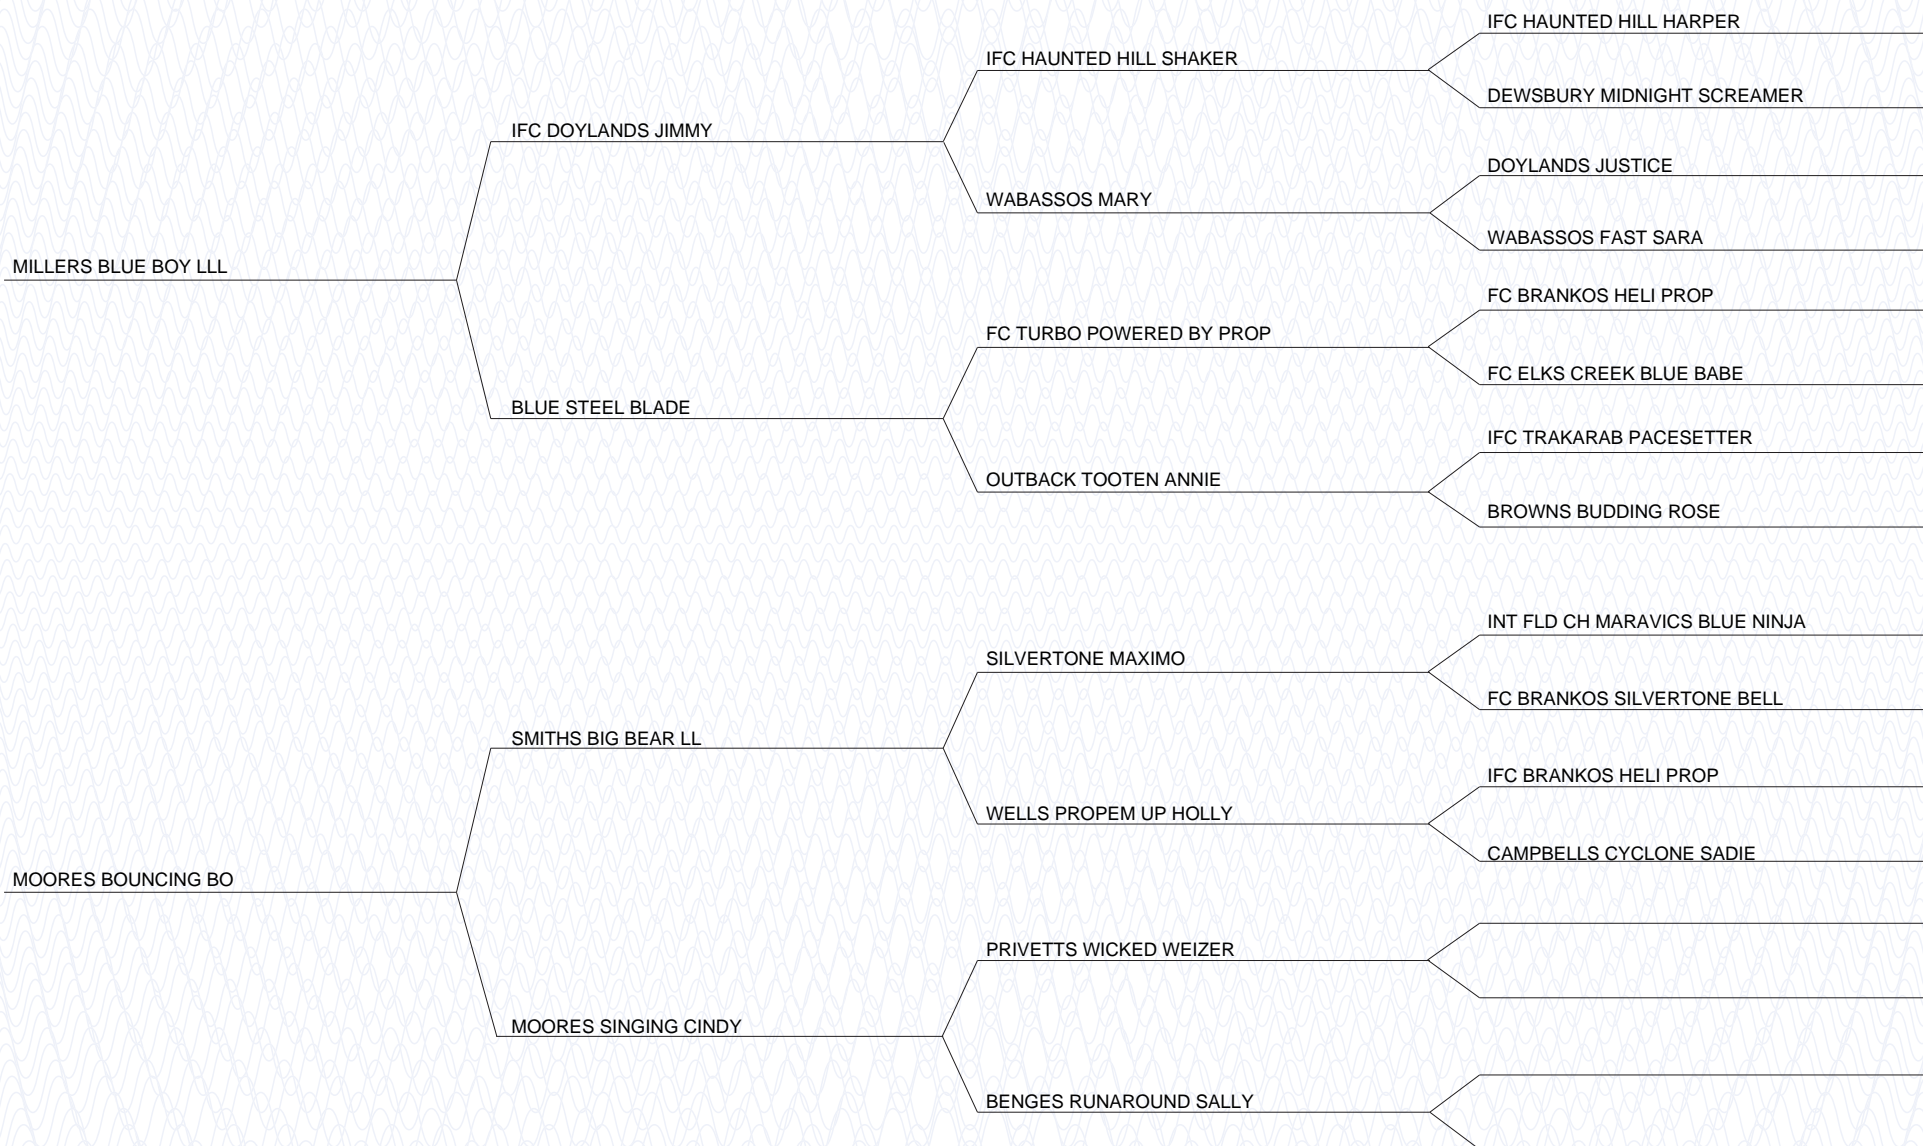 IFC HAUNTED HILL HARPER
IFC HAUNTED HILL SHAKER
DEWSBURY MIDNIGHT SCREAMER
IFC DOYLANDS JIMMY
DOYLANDS JUSTICE
WABASSOS MARY
WABASSOS FAST SARA
MILLERS BLUE BOY LLL
FC BRANKOS HELI PROP
FC TURBO POWERED BY PROP
FC ELKS CREEK BLUE BABE
BLUE STEEL BLADE
IFC TRAKARAB PACESETTER
OUTBACK TOOTEN ANNIE
BROWNS BUDDING ROSE
INT FLD CH MARAVICS BLUE NINJA
SILVERTONE MAXIMO
FC BRANKOS SILVERTONE BELL
SMITHS BIG BEAR LL
IFC BRANKOS HELI PROP
WELLS PROPEM UP HOLLY
CAMPBELLS CYCLONE SADIE
MOORES BOUNCING BO
PRIVETTS WICKED WEIZER
MOORES SINGING CINDY
BENGES RUNAROUND SALLY